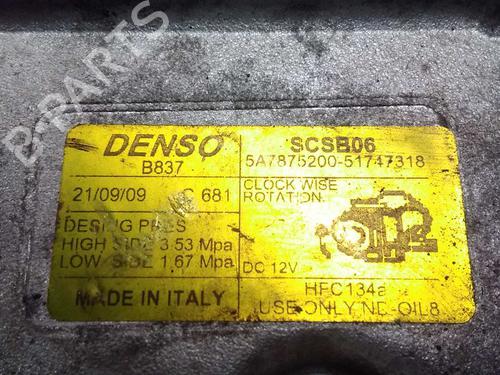 B-PARTS
DENSO
B837
SCSB06
5A7875200-51747318
21/09/09 C 681
CLOCK WISE
ROTATION
DESING PRES
HIGH SIDE 3.53 Mpa
LOW SIDE 1.67 Mpa
DC 12V
MADE IN ITALY
HFC134a
USE ONLY ND-OIL8